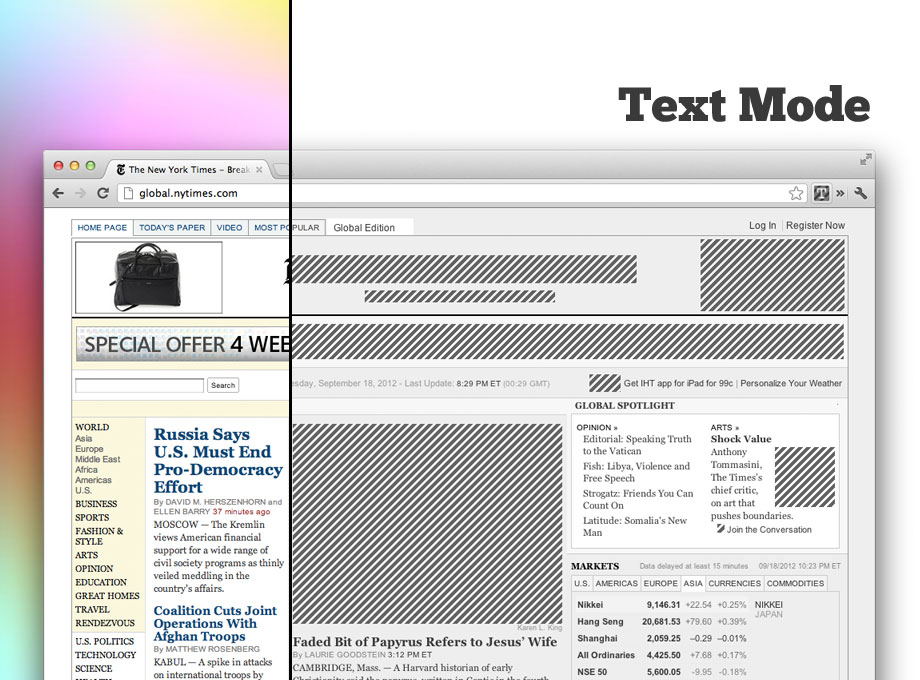 Text Mode
The New York Times – Break
global.nytimes.com
HOME PAGE TODAY'S PAPER VIDEO MOST POPULAR Global Edition
Log In Register Now
SPECIAL OFFER 4 WEE
sday, September 18, 2012 - Last Update: 8:29 PM ET (00:29 GMT)
Get IHT app for iPad for 99c | Personalize Your Weather
Search
WORLD
Asia
Europe
Middle East
Africa
Americas
U.S.
BUSINESS
SPORTS
FASHION &
STYLE
ARTS
OPINION
EDUCATION
GREAT HOMES
TRAVEL
RENDEZVOUS
U.S. POLITICS
TECHNOLOGY
SCIENCE
Russia Says
U.S. Must End
Pro-Democracy
Effort
By DAVID M. HERSZENHORN and
ELLEN BARRY 37 minutes ago
MOSCOW — The Kremlin
views American financial
support for a wide range of
civil society programs as thinly
veiled meddling in the
country's affairs.
Coalition Cuts Joint
Operations With
Afghan Troops
By MATTHEW ROSENBERG
KABUL — A spike in attacks
on international troops by
Karen L. King
Faded Bit of Papyrus Refers to Jesus' Wife
By LAURIE GOODSTEIN 3:12 PM ET
CAMBRIDGE, Mass. — A Harvard historian of early
GLOBAL SPOTLIGHT
OPINION »
Editorial: Speaking Truth
to the Vatican
Fish: Libya, Violence and
Free Speech
Strogatz: Friends You Can
Count On
Latitude: Somalia's New
Man
ARTS »
Shock Value
Anthony
Tommasini,
The Times's
chief critic,
on art that
pushes boundaries.
Join the Conversation
MARKETS Data delayed at least 15 minutes 09/18/2012 10:23 PM ET
U.S. AMERICAS EUROPE ASIA CURRENCIES COMMODITIES
Nikkei 9,146.31 +22.54 +0.25% NIKKEI
JAPAN
Hang Seng 20,681.53 +79.60 +0.39%
Shanghai 2,059.25 –0.29 –0.01%
All Ordinaries 4,425.50 +7.68 +0.17%
NSE 50 5,600.05 -9.95 -0.18%